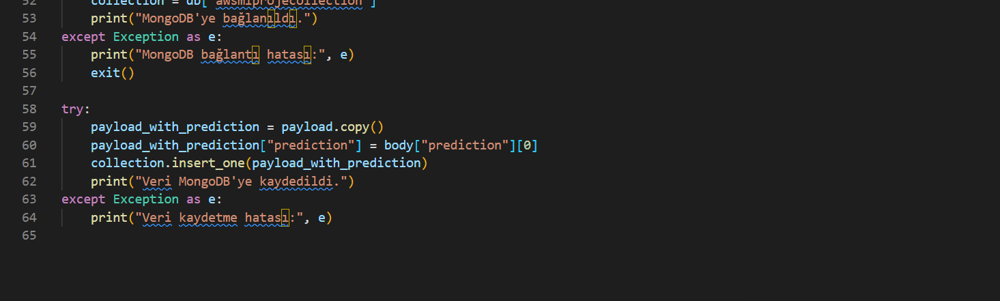 52 collection = db["awsmlprojecollection"]
53 print("MongoDB'ye bağlanıldı.")
54 except Exception as e:
55 print("MongoDB bağlantı hatası:", e)
56 exit()
57
58 try:
59 payload_with_prediction = payload.copy()
60 payload_with_prediction["prediction"] = body["prediction"][0]
61 collection.insert_one(payload_with_prediction)
62 print("Veri MongoDB'ye kaydedildi.")
63 except Exception as e:
64 print("Veri kaydetme hatası:", e)
65